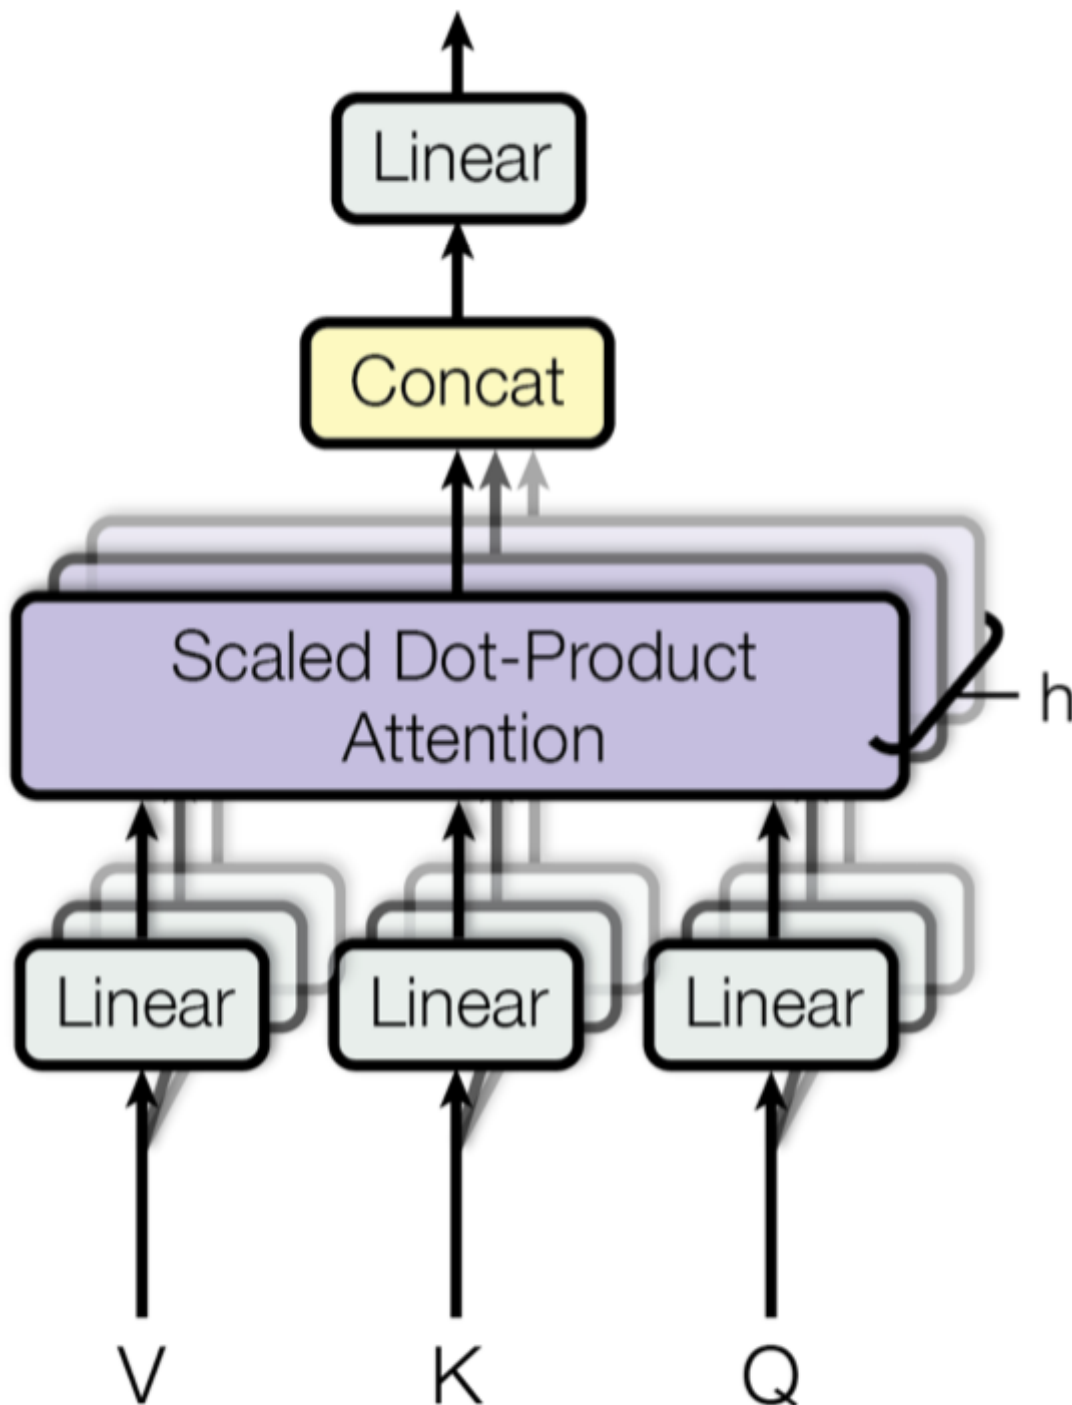 Linear
Concat
Scaled Dot-Product
Attention
h
Linear
Linear
Linear
V
K
Q